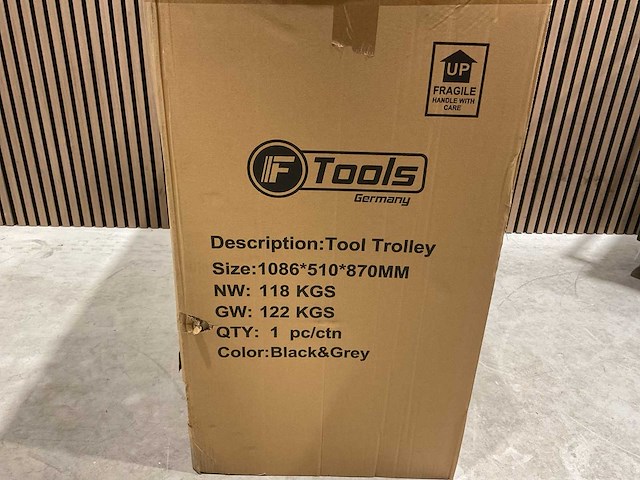 UP
FRAGILE
HANDLE WITH
CARE
F Tools
Germany
Description:Tool Trolley
Size:1086*510*870MM
NW: 118 KGS
GW: 122 KGS
QTY: 1 pc/ctn
Color:Black&Grey